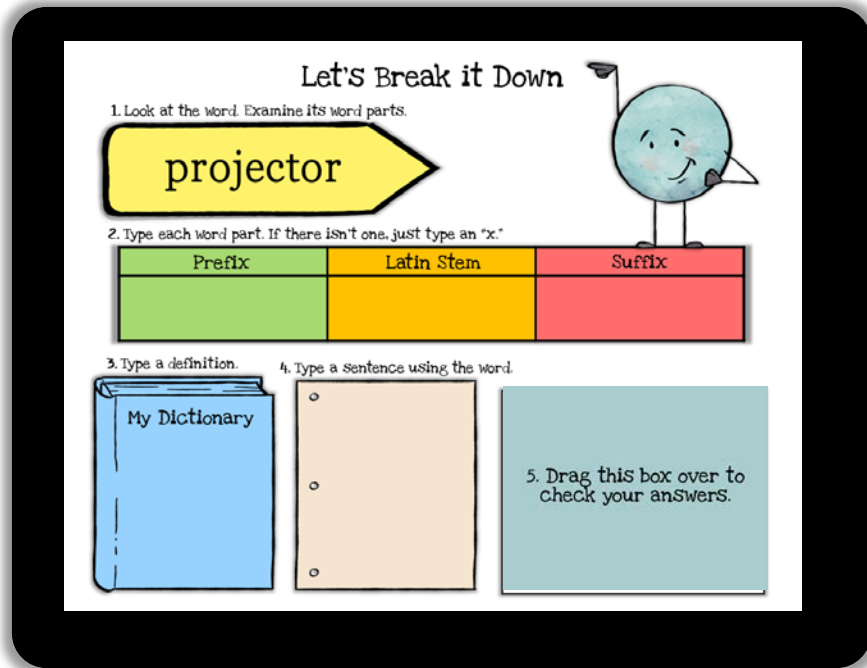 Let's Break it Down
1. Look at the word. Examine its word parts.
projector
2. Type each word part. If there isn't one, just type an "x."
Prefix
Latin Stem
Suffix
3. Type a definition.
4. Type a sentence using the word.
My Dictionary
5. Drag this box over to
check your answers.